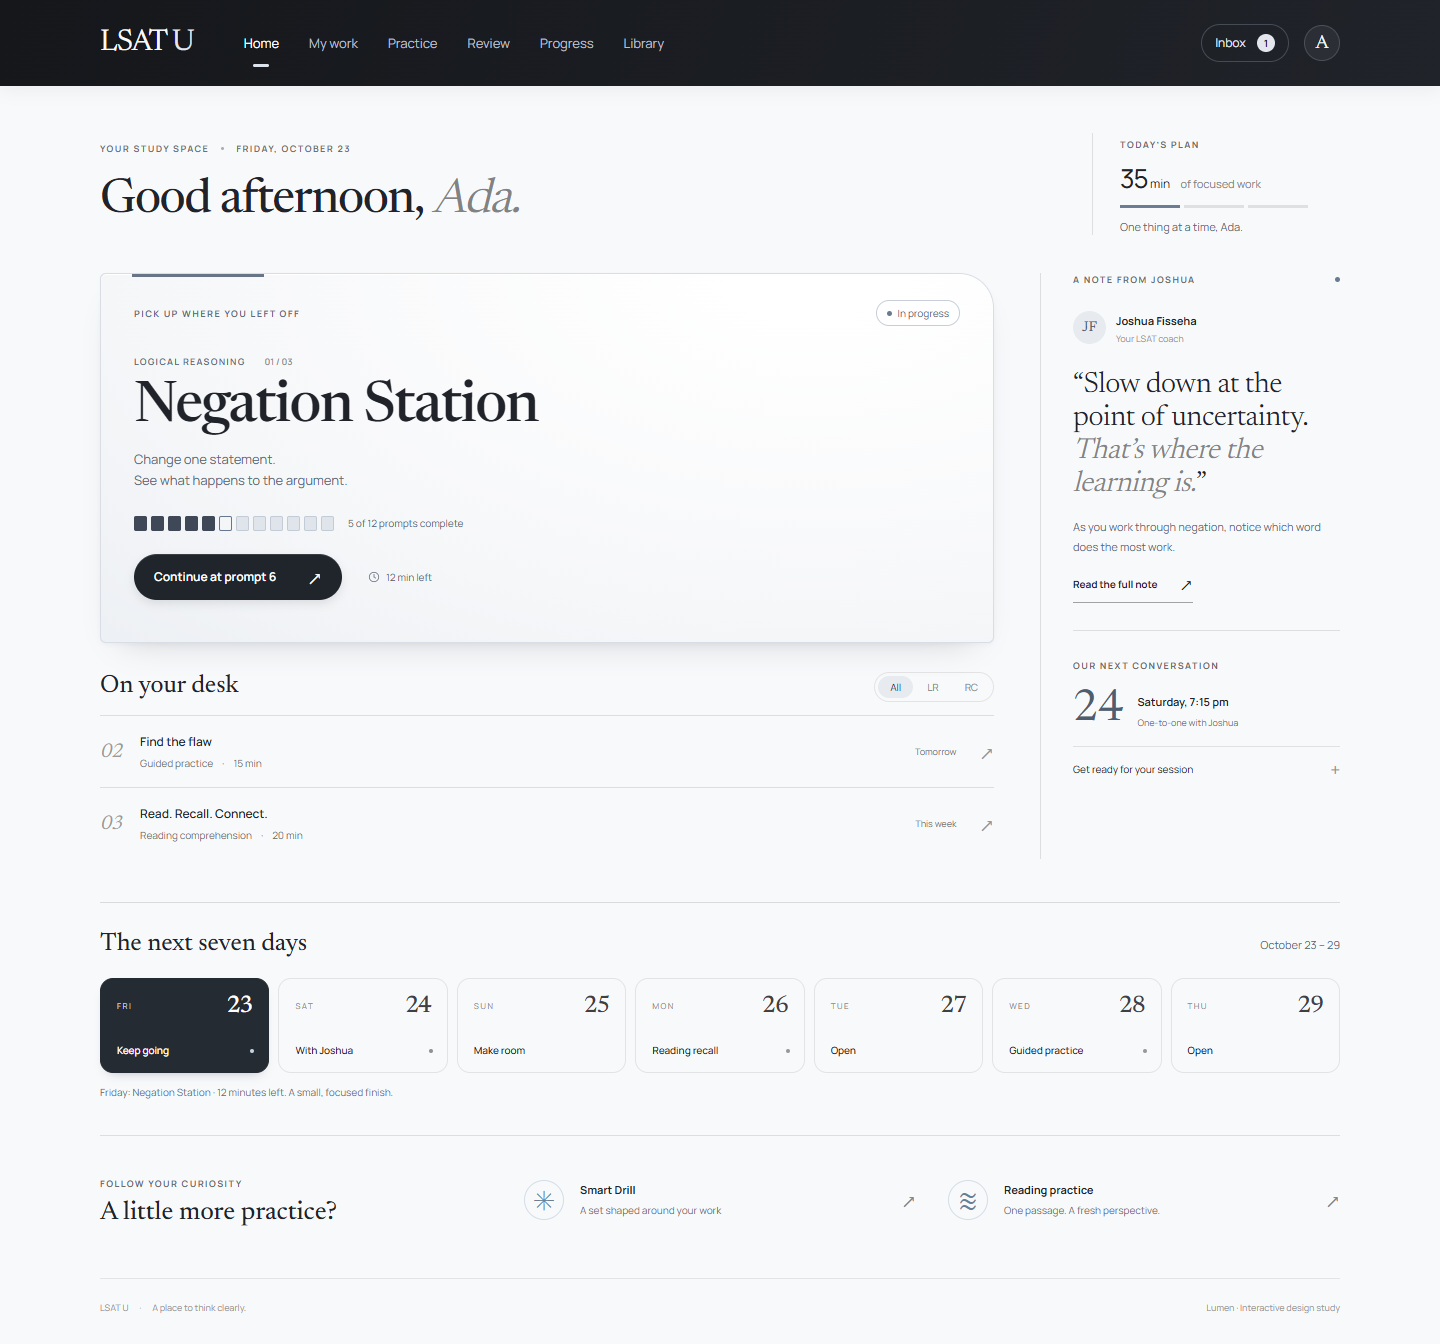 LSAT U
Home
My work
Practice
Review
Progress
Library
Inbox 1
A
YOUR STUDY SPACE • FRIDAY, OCTOBER 23
Good afternoon, Ada.
TODAY'S PLAN
35 min of focused work
One thing at a time, Ada.
PICK UP WHERE YOU LEFT OFF
In progress
LOGICAL REASONING 01 / 03
Negation Station
Change one statement.
See what happens to the argument.
5 of 12 prompts complete
Continue at prompt 6 ↗
12 min left
A NOTE FROM JOSHUA
JF
Joshua Fisseha
Your LSAT coach
“Slow down at the
point of uncertainty.
That’s where the
learning is.”
As you work through negation, notice which word
does the most work.
Read the full note ↗
OUR NEXT CONVERSATION
24
Saturday, 7:15 pm
One-to-one with Joshua
Get ready for your session +
On your desk
All LR RC
02
Find the flaw
Guided practice · 15 min
Tomorrow ↗
03
Read. Recall. Connect.
Reading comprehension · 20 min
This week ↗
The next seven days
October 23 – 29
FRI 23
Keep going
SAT 24
With Joshua
SUN 25
Make room
MON 26
Reading recall
TUE 27
Open
WED 28
Guided practice
THU 29
Open
Friday: Negation Station · 12 minutes left. A small, focused finish.
FOLLOW YOUR CURIOSITY
A little more practice?
Smart Drill
A set shaped around your work
↗
Reading practice
One passage. A fresh perspective.
↗
LSAT U · A place to think clearly.
Lumen · Interactive design study